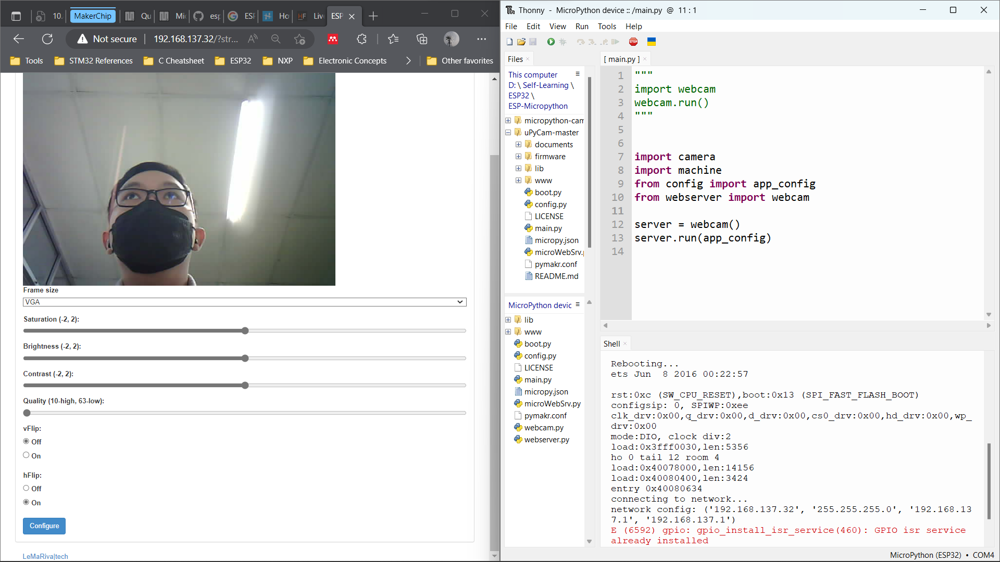 10.
MakerChip
Qu
Mic
esp
ESP
Ho
Liv
ESP
Not secure
192.168.137.32/?str...
Tools
STM32 References
C Cheatsheet
ESP32
NXP
Electronic Concepts
Other favorites
Frame size
VGA
Saturation (-2, 2):
Brightness (-2, 2):
Contrast (-2, 2):
Quality (10-high, 63-low):
vFlip:
Off
On
hFlip:
Off
On
Configure
LeMaRiva|tech
Thonny - MicroPython device :: /main.py @ 11 : 1
File Edit View Run Tools Help
STOP
Files
This computer
D: \ Self-Learning \
ESP32 \
ESP-Micropython
micropython-cam
uPyCam-master
documents
firmware
lib
www
boot.py
config.py
LICENSE
main.py
micropy.json
microWebSrv.p
pymakr.conf
README.md
MicroPython devic
lib
www
boot.py
config.py
LICENSE
main.py
micropy.json
microWebSrv.py
pymakr.conf
webcam.py
webserver.py
[ main.py ]
1 """
2 import webcam
3 webcam.run()
4 """
5
6
7 import camera
8 import machine
9 from config import app_config
10 from webserver import webcam
11
12 server = webcam()
13 server.run(app_config)
14
Shell
Rebooting...
ets Jun  8 2016 00:22:57
rst:0xc (SW_CPU_RESET),boot:0x13 (SPI_FAST_FLASH_BOOT)
configsip: 0, SPIWP:0xee
clk_drv:0x00,q_drv:0x00,d_drv:0x00,cs0_drv:0x00,hd_drv:0x00,wp_
drv:0x00
mode:DIO, clock div:2
load:0x3fff0030,len:5356
ho 0 tail 12 room 4
load:0x40078000,len:14156
load:0x40080400,len:3424
entry 0x40080634
connecting to network...
network config: ('192.168.137.32', '255.255.255.0', '192.168.13
7.1', '192.168.137.1')
E (6592) gpio: gpio_install_isr_service(460): GPIO isr service
already installed
MicroPython (ESP32) • COM4